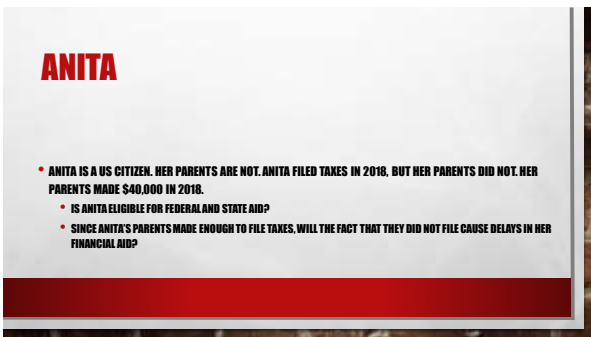 ANITA
• ANITA IS A US CITIZEN. HER PARENTS ARE NOT. ANITA FILED TAXES IN 2018, BUT HER PARENTS DID NOT. HER
PARENTS MADE $40,000 IN 2018.
• IS ANITA ELIGIBLE FOR FEDERAL AND STATE AID?
• SINCE ANITA'S PARENTS MADE ENOUGH TO FILE TAXES, WILL THE FACT THAT THEY DID NOT FILE CAUSE DELAYS IN HER
FINANCIAL AID?